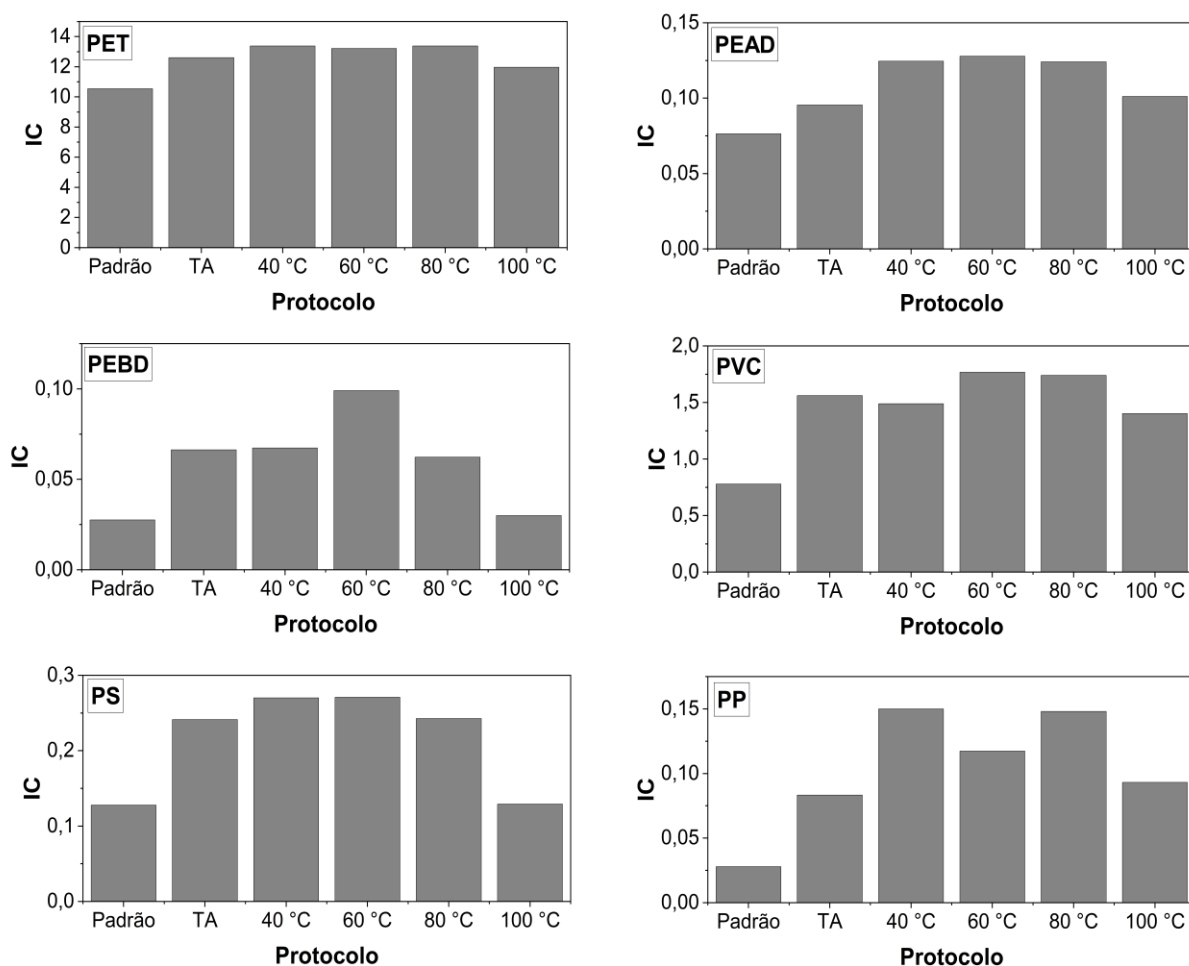 PET
14
12
10
8
6
4
2
0
IC
Padrão TA 40 °C 60 °C 80 °C 100 °C
Protocolo
PEAD
0,15
0,10
0,05
0,00
IC
Padrão TA 40 °C 60 °C 80 °C 100 °C
Protocolo
PEBD
0,10
0,05
0,00
IC
Padrão TA 40 °C 60 °C 80 °C 100 °C
Protocolo
PVC
2,0
1,5
1,0
0,5
0,0
IC
Padrão TA 40 °C 60 °C 80 °C 100 °C
Protocolo
PS
0,3
0,2
0,1
0,0
IC
Padrão TA 40 °C 60 °C 80 °C 100 °C
Protocolo
PP
0,15
0,10
0,05
0,00
IC
Padrão TA 40 °C 60 °C 80 °C 100 °C
Protocolo